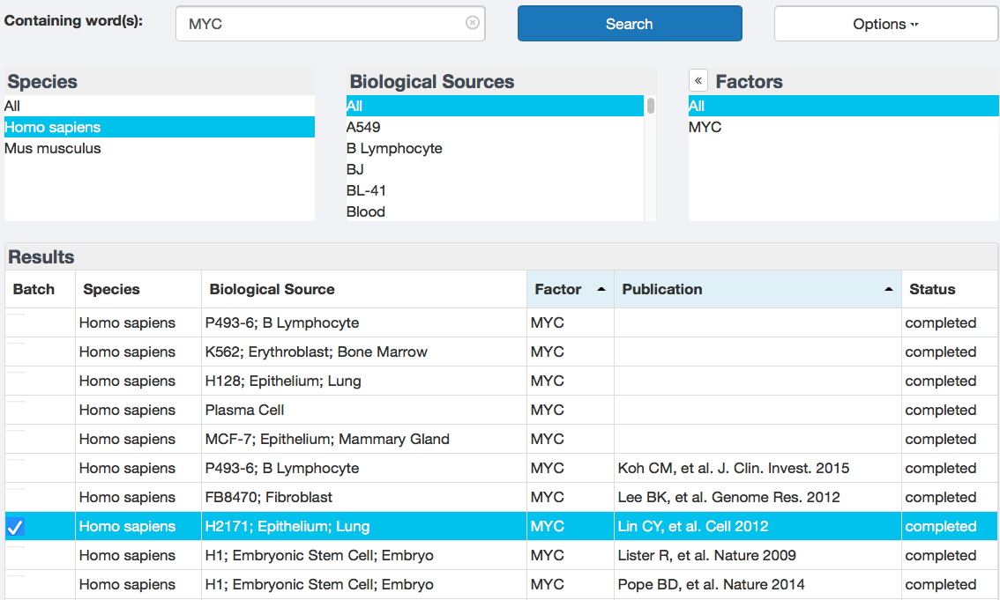 Containing word(s): MYC Search Options
Species Biological Sources « Factors
All All All
Homo sapiens A549 MYC
Mus musculus B Lymphocyte
BJ
BL-41
Blood
Results
Batch Species Biological Source Factor Publication Status
Homo sapiens P493-6; B Lymphocyte MYC completed
Homo sapiens K562; Erythroblast; Bone Marrow MYC completed
Homo sapiens H128; Epithelium; Lung MYC completed
Homo sapiens Plasma Cell MYC completed
Homo sapiens MCF-7; Epithelium; Mammary Gland MYC completed
Homo sapiens P493-6; B Lymphocyte MYC Koh CM, et al. J. Clin. Invest. 2015 completed
Homo sapiens FB8470; Fibroblast MYC Lee BK, et al. Genome Res. 2012 completed
Homo sapiens H2171; Epithelium; Lung MYC Lin CY, et al. Cell 2012 completed
Homo sapiens H1; Embryonic Stem Cell; Embryo MYC Lister R, et al. Nature 2009 completed
Homo sapiens H1; Embryonic Stem Cell; Embryo MYC Pope BD, et al. Nature 2014 completed